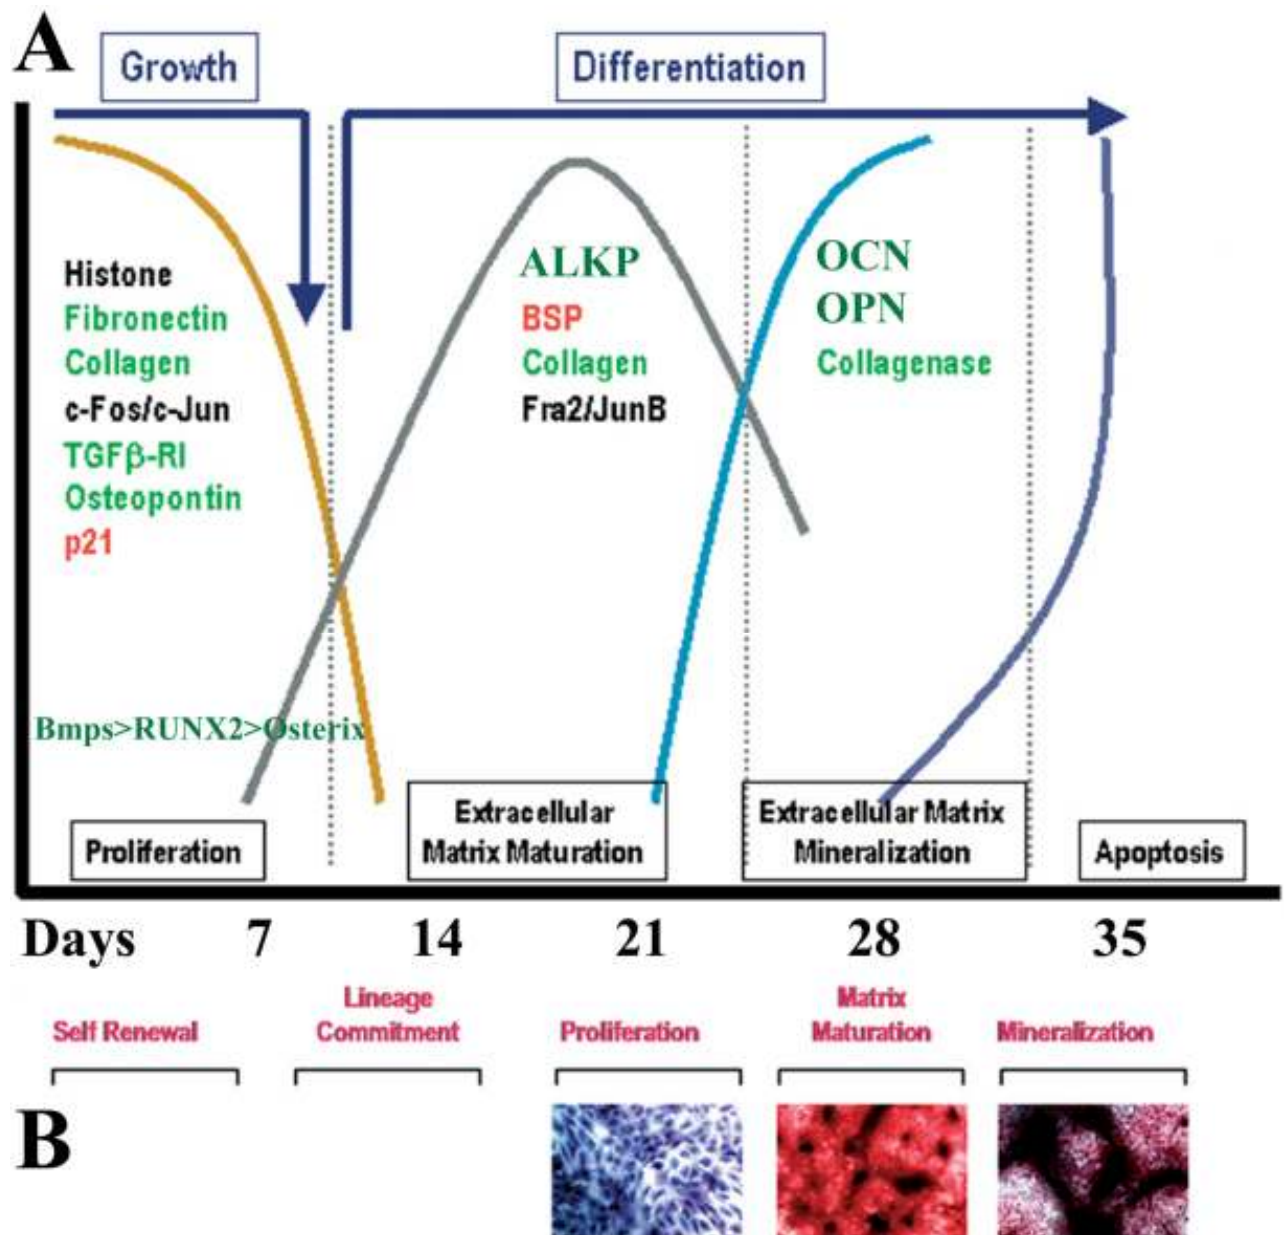 A
Growth
Differentiation
Histone
Fibronectin
Collagen
c-Fos/c-Jun
TGFβ-RI
Osteopontin
p21
ALKP
BSP
Collagen
Fra2/JunB
OCN
OPN
Collagenase
Bmps>RUNX2>Osterix
Proliferation
Extracellular
Matrix Maturation
Extracellular Matrix
Mineralization
Apoptosis
Days 7 14 21 28 35
Self Renewal
Lineage
Commitment
Proliferation
Matrix
Maturation
Mineralization
B